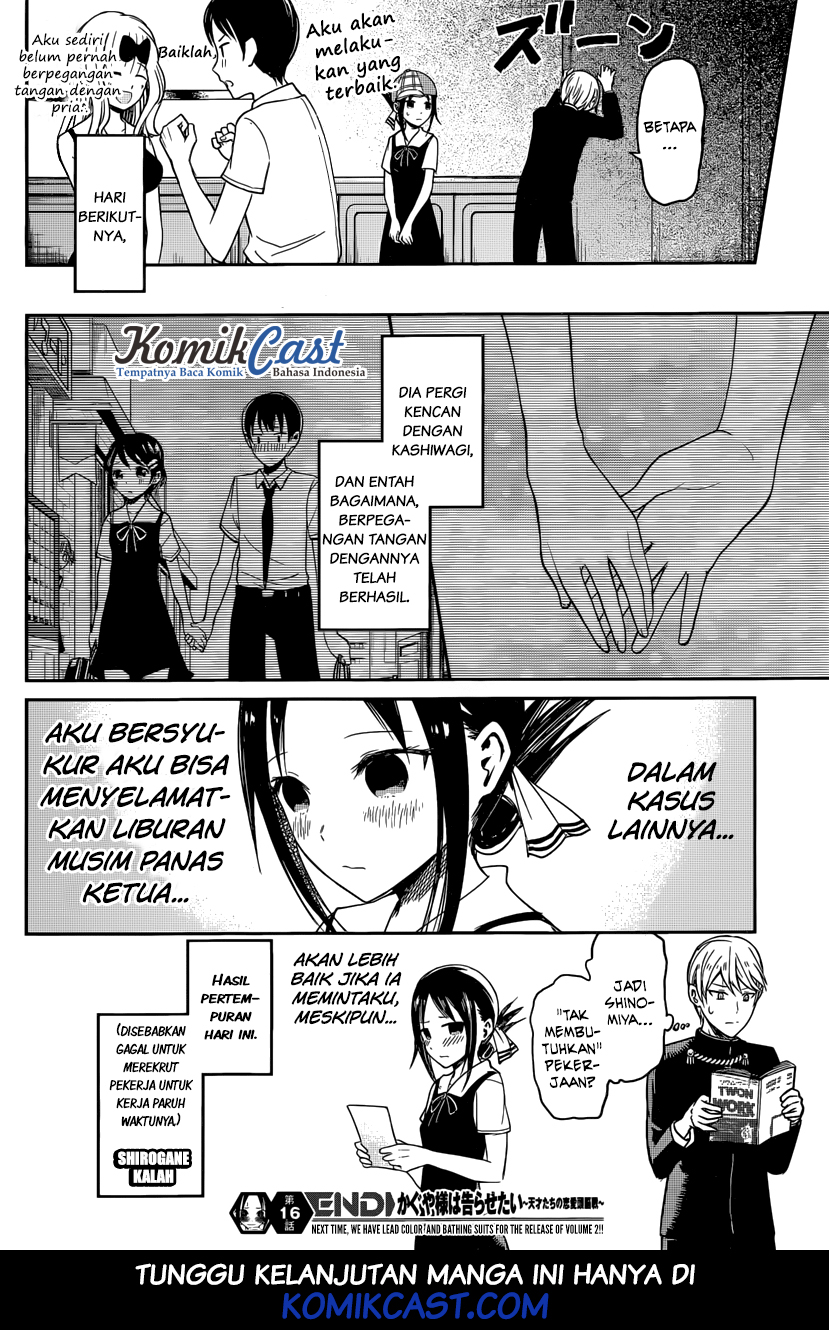 ズーン
BETAPA
...
Aku akan
melaku-
kan yang
terbaik.
Baiklah,
Aku sediri
belum pernah
berpegangan
tangan dengan
pria..
HARI
BERIKUT-
NYA,
KomikCast
Tempatnya Baca Komik Bahasa Indonesia
DIA PERGI
KENCAN
DENGAN
KASHIWAGI,
DAN ENTAH
BAGAIMANA,
BERPEGA-
NGAN TANGAN
DENGANNYA
TELAH
BERHASIL.
DALAM
KASUS
LAINNYA...
AKU BERSYU-
KUR AKU BISA
MENYELAMAT-
KAN LIBURAN
MUSIM PANAS
KETUA...
JADI
SHINO-
MIYA...
"TAK
MEMBU-
TUHKAN"
PEKER-
JAAN?
TWON
WORK
AKAN LEBIH
BAIK JIKA IA
MEMINTAKU,
MESKIPUN...
HASIL
PERTEM-
PURAN
HARI INI.
(DISEBABKAN
GAGAL UNTUK
MEREKRUT
PEKERJA UNTUK
KERJA PARUH
WAKTUNYA.)
SHIROGANE
KALAH
第
16
話
END
かぐや様は告らせたい~天才たちの恋愛頭脳戦~
NEXT TIME, WE HAVE LEAD COLOR AND BATHING SUITS FOR THE RELEASE OF VOLUME 2!!
TUNGGU KELANJUTAN MANGA INI HANYA DI
KOMIKCAST.COM